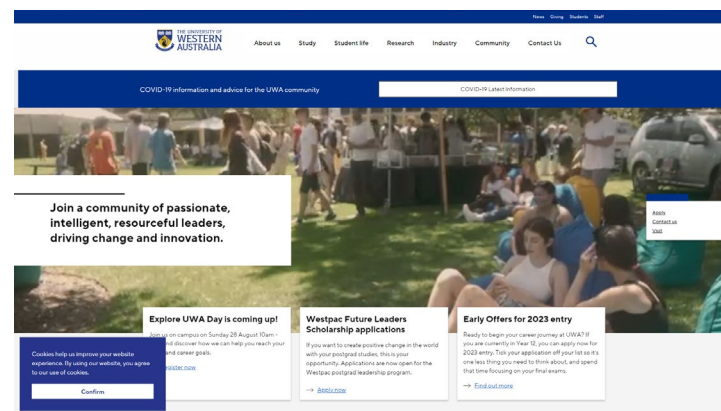 News Giving Students Staff
THE UNIVERSITY OF
WESTERN
AUSTRALIA
About us Study Student life Research Industry Community Contact Us
COVID-19 information and advice for the UWA community
COVID-19 Latest Information
Join a community of passionate,
intelligent, resourceful leaders,
driving change and innovation.
Apply
Contact us
Visit
Explore UWA Day is coming up!
Join us on campus on Sunday 28 August 10am -
nd discover how we can help you reach your
and career goals.
egister now
Westpac Future Leaders
Scholarship applications
If you want to create positive change in the world
with your postgrad studies, this is your
opportunity. Applications are now open for the
Westpac postgrad leadership program.
→ Apply now
Early Offers for 2023 entry
Ready to begin your career journey at UWA? If
you are currently in Year 12, you can apply now for
2023 entry. Tick your application off your list so it's
one less thing you need to think about, and spend
that time focusing on your final exams.
→ Find out more
Cookies help us improve your website
experience. By using our website, you agree
to our use of cookies.
Confirm